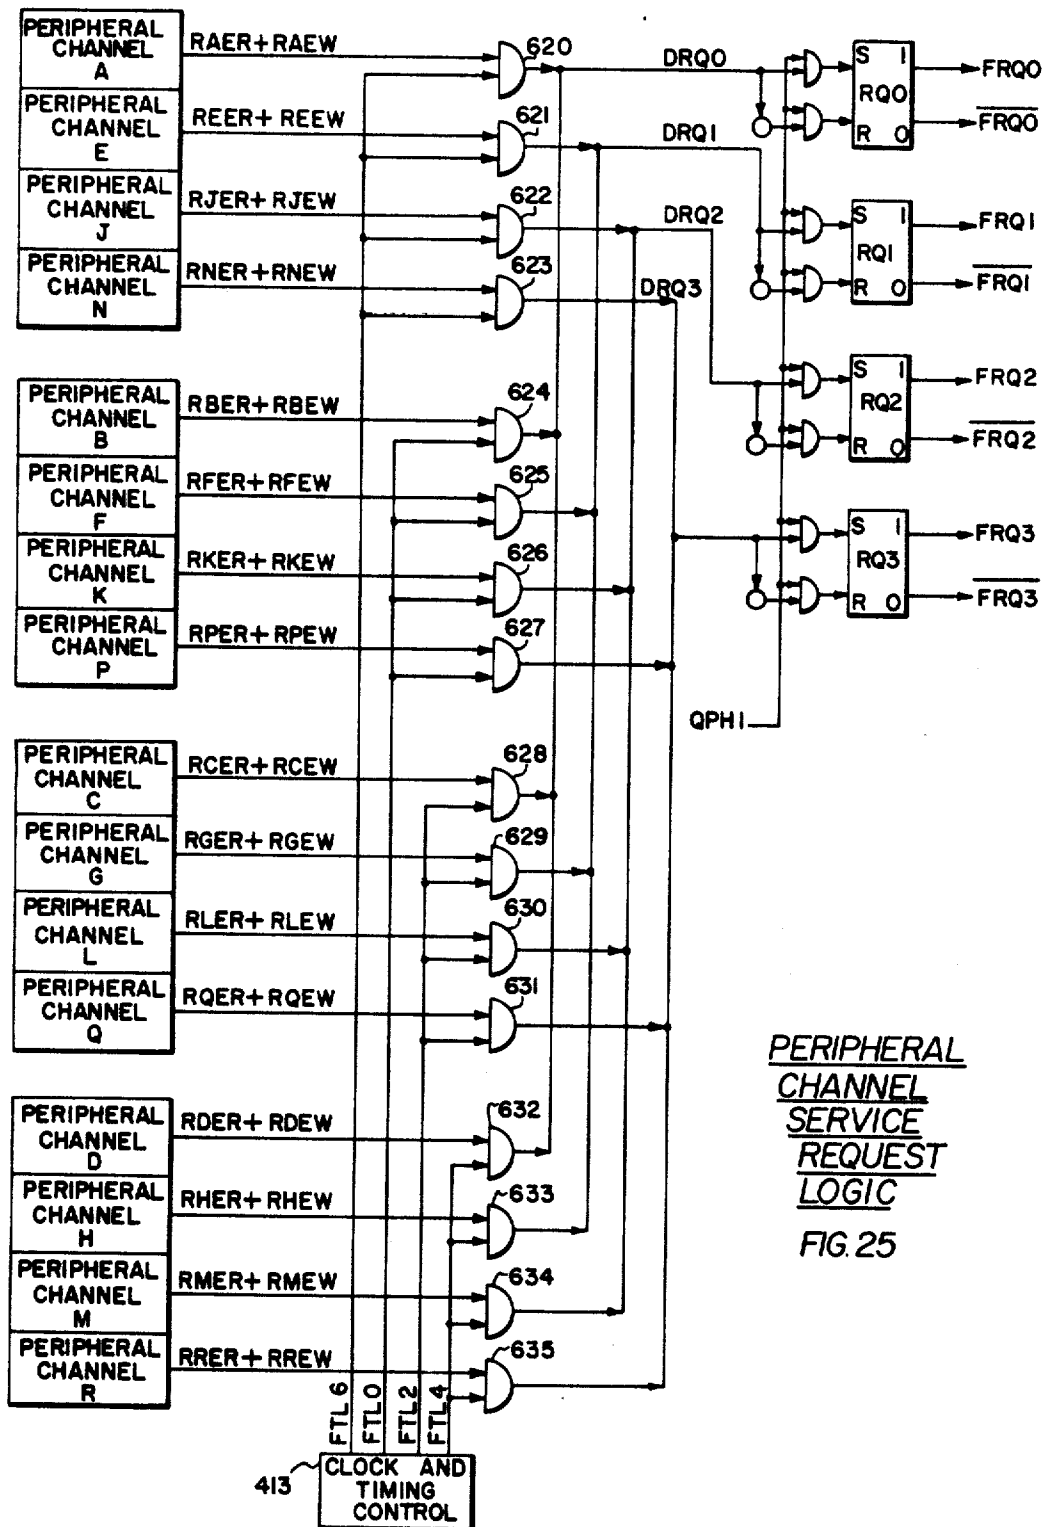 PERIPHERAL
CHANNEL
A
RAER+RAEW
620
PERIPHERAL
CHANNEL
E
REER+REEW
621
PERIPHERAL
CHANNEL
J
RJER+RJEW
622
PERIPHERAL
CHANNEL
N
RNER+RNEW
623
DRQ0
DRQ1
DRQ2
DRQ3
S 1
RQ0
R 0
FRQ0
F̅R̅Q̅0̅
S 1
RQ1
R 0
FRQ1
F̅R̅Q̅1̅
S 1
RQ2
R 0
FRQ2
F̅R̅Q̅2̅
S 1
RQ3
R 0
FRQ3
F̅R̅Q̅3̅
QPH1
PERIPHERAL
CHANNEL
B
RBER+RBEW
624
PERIPHERAL
CHANNEL
F
RFER+RFEW
625
PERIPHERAL
CHANNEL
K
RKER+RKEW
626
PERIPHERAL
CHANNEL
P
RPER+RPEW
627
PERIPHERAL
CHANNEL
C
RCER+RCEW
628
PERIPHERAL
CHANNEL
G
RGER+RGEW
629
PERIPHERAL
CHANNEL
L
RLER+RLEW
630
PERIPHERAL
CHANNEL
Q
RQER+RQEW
631
PERIPHERAL
CHANNEL
D
RDER+RDEW
632
PERIPHERAL
CHANNEL
H
RHER+RHEW
633
PERIPHERAL
CHANNEL
M
RMER+RMEW
634
PERIPHERAL
CHANNEL
R
RRER+RREW
635
FTL6
FTL0
FTL2
FTL4
413
CLOCK AND
TIMING
CONTROL
PERIPHERAL
CHANNEL
SERVICE
REQUEST
LOGIC
FIG. 25